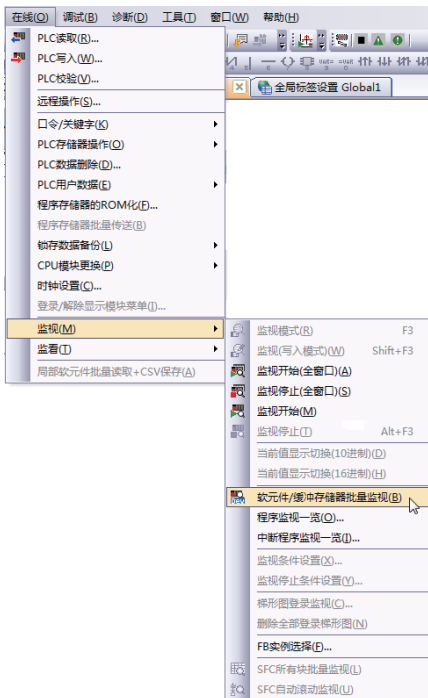 在线(O) 调试(B) 诊断(D) 工具(T) 窗口(W) 帮助(H)
PLC读取(R)...
PLC写入(W)...
PLC校验(V)...
全局标签设置 Global1
远程操作(S)...
口令/关键字(K)
PLC存储器操作(O)
PLC数据删除(D)...
PLC用户数据(E)
程序存储器的ROM化(F)...
程序存储器批量传送(B)
锁存数据备份(L)
CPU模块更换(P)
时钟设置(C)...
登录/解除显示模块菜单(I)...
监视(M)
监看(T)
局部软元件批量读取+CSV保存(A)
监视模式(R) F3
监视(写入模式)(W) Shift+F3
监视开始(全窗口)(A)
监视停止(全窗口)(S)
监视开始(M)
监视停止(T) Alt+F3
当前值显示切换(10进制)(D)
当前值显示切换(16进制)(H)
软元件/缓冲存储器批量监视(B)
程序监视一览(O)...
中断程序监视一览(I)...
监视条件设置(X)...
监视停止条件设置(Y)...
梯形图登录监视(C)...
删除全部登录梯形图(N)
FB实例选择(F)...
SFC所有块批量监视(L)
SFC自动滚动监视(U)